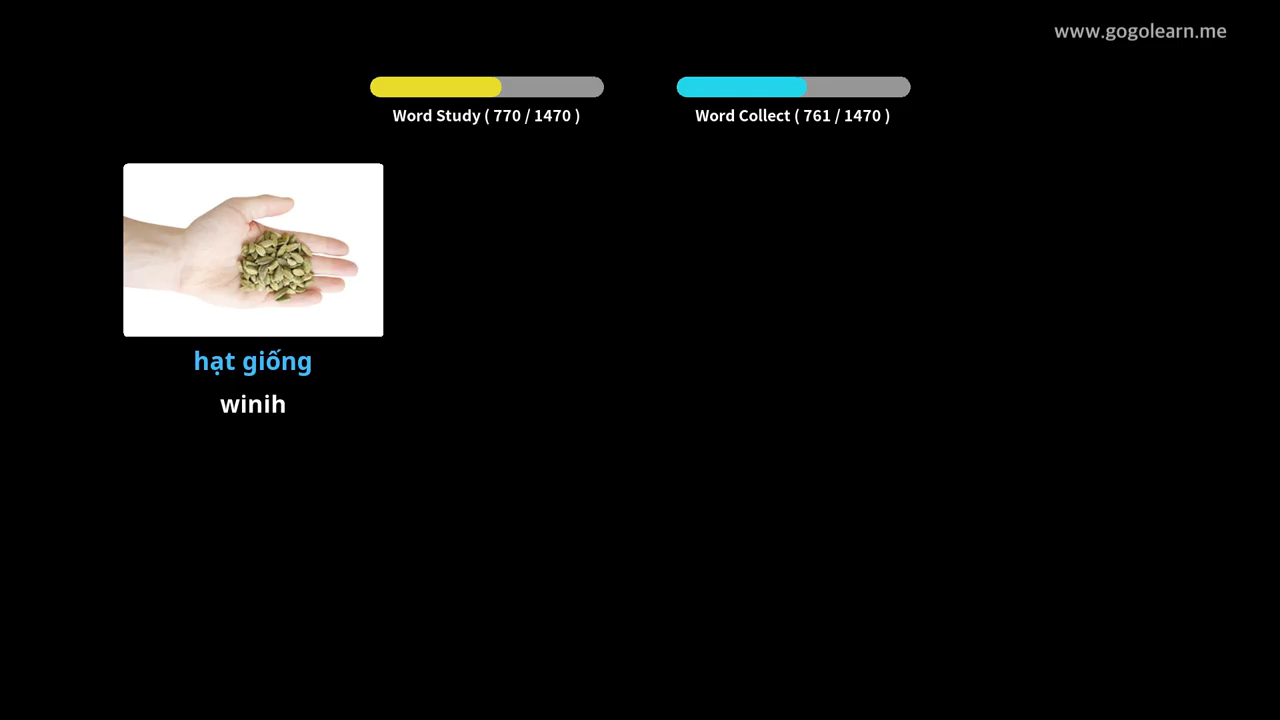 www.gogolearn.me
Word Study ( 770 / 1470 )
Word Collect ( 761 / 1470 )
hạt giống
winih